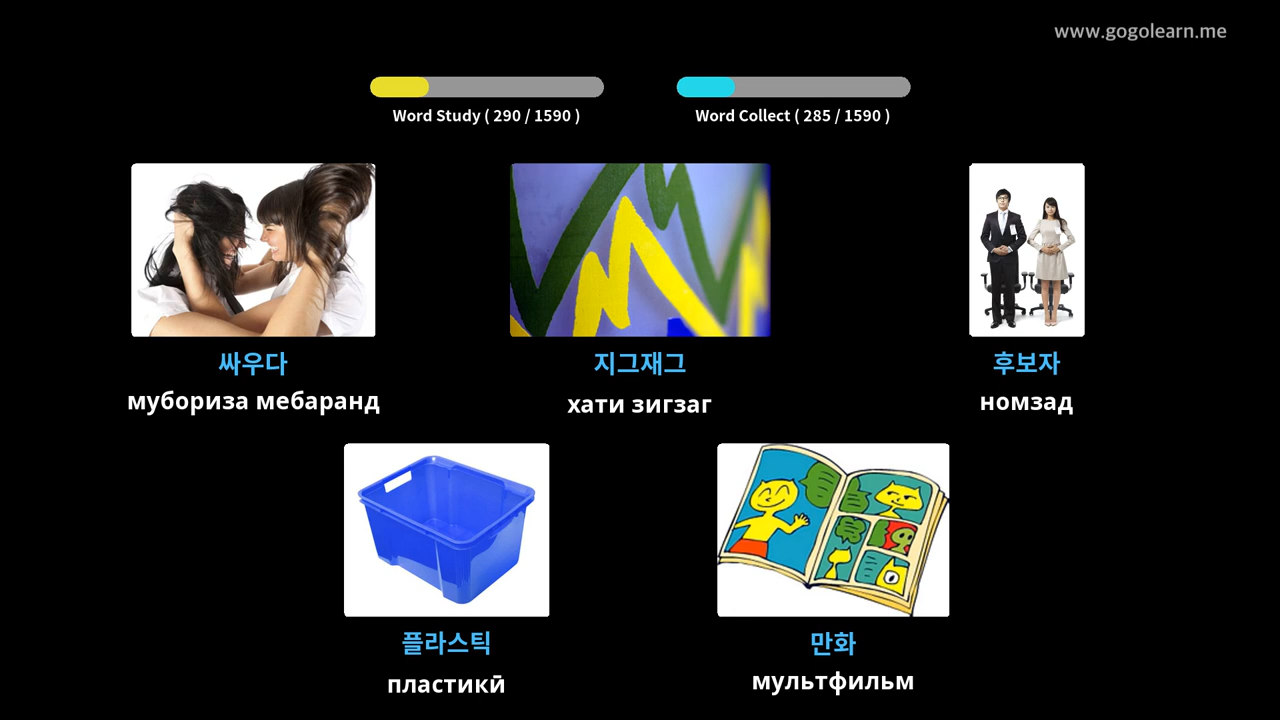 www.gogolearn.me
Word Study ( 290 / 1590 )
Word Collect ( 285 / 1590 )
싸우다
지그재그
후보자
мубориза мебаранд
хати зигзаг
номзад
플라스틱
만화
пластикӣ
мультфильм